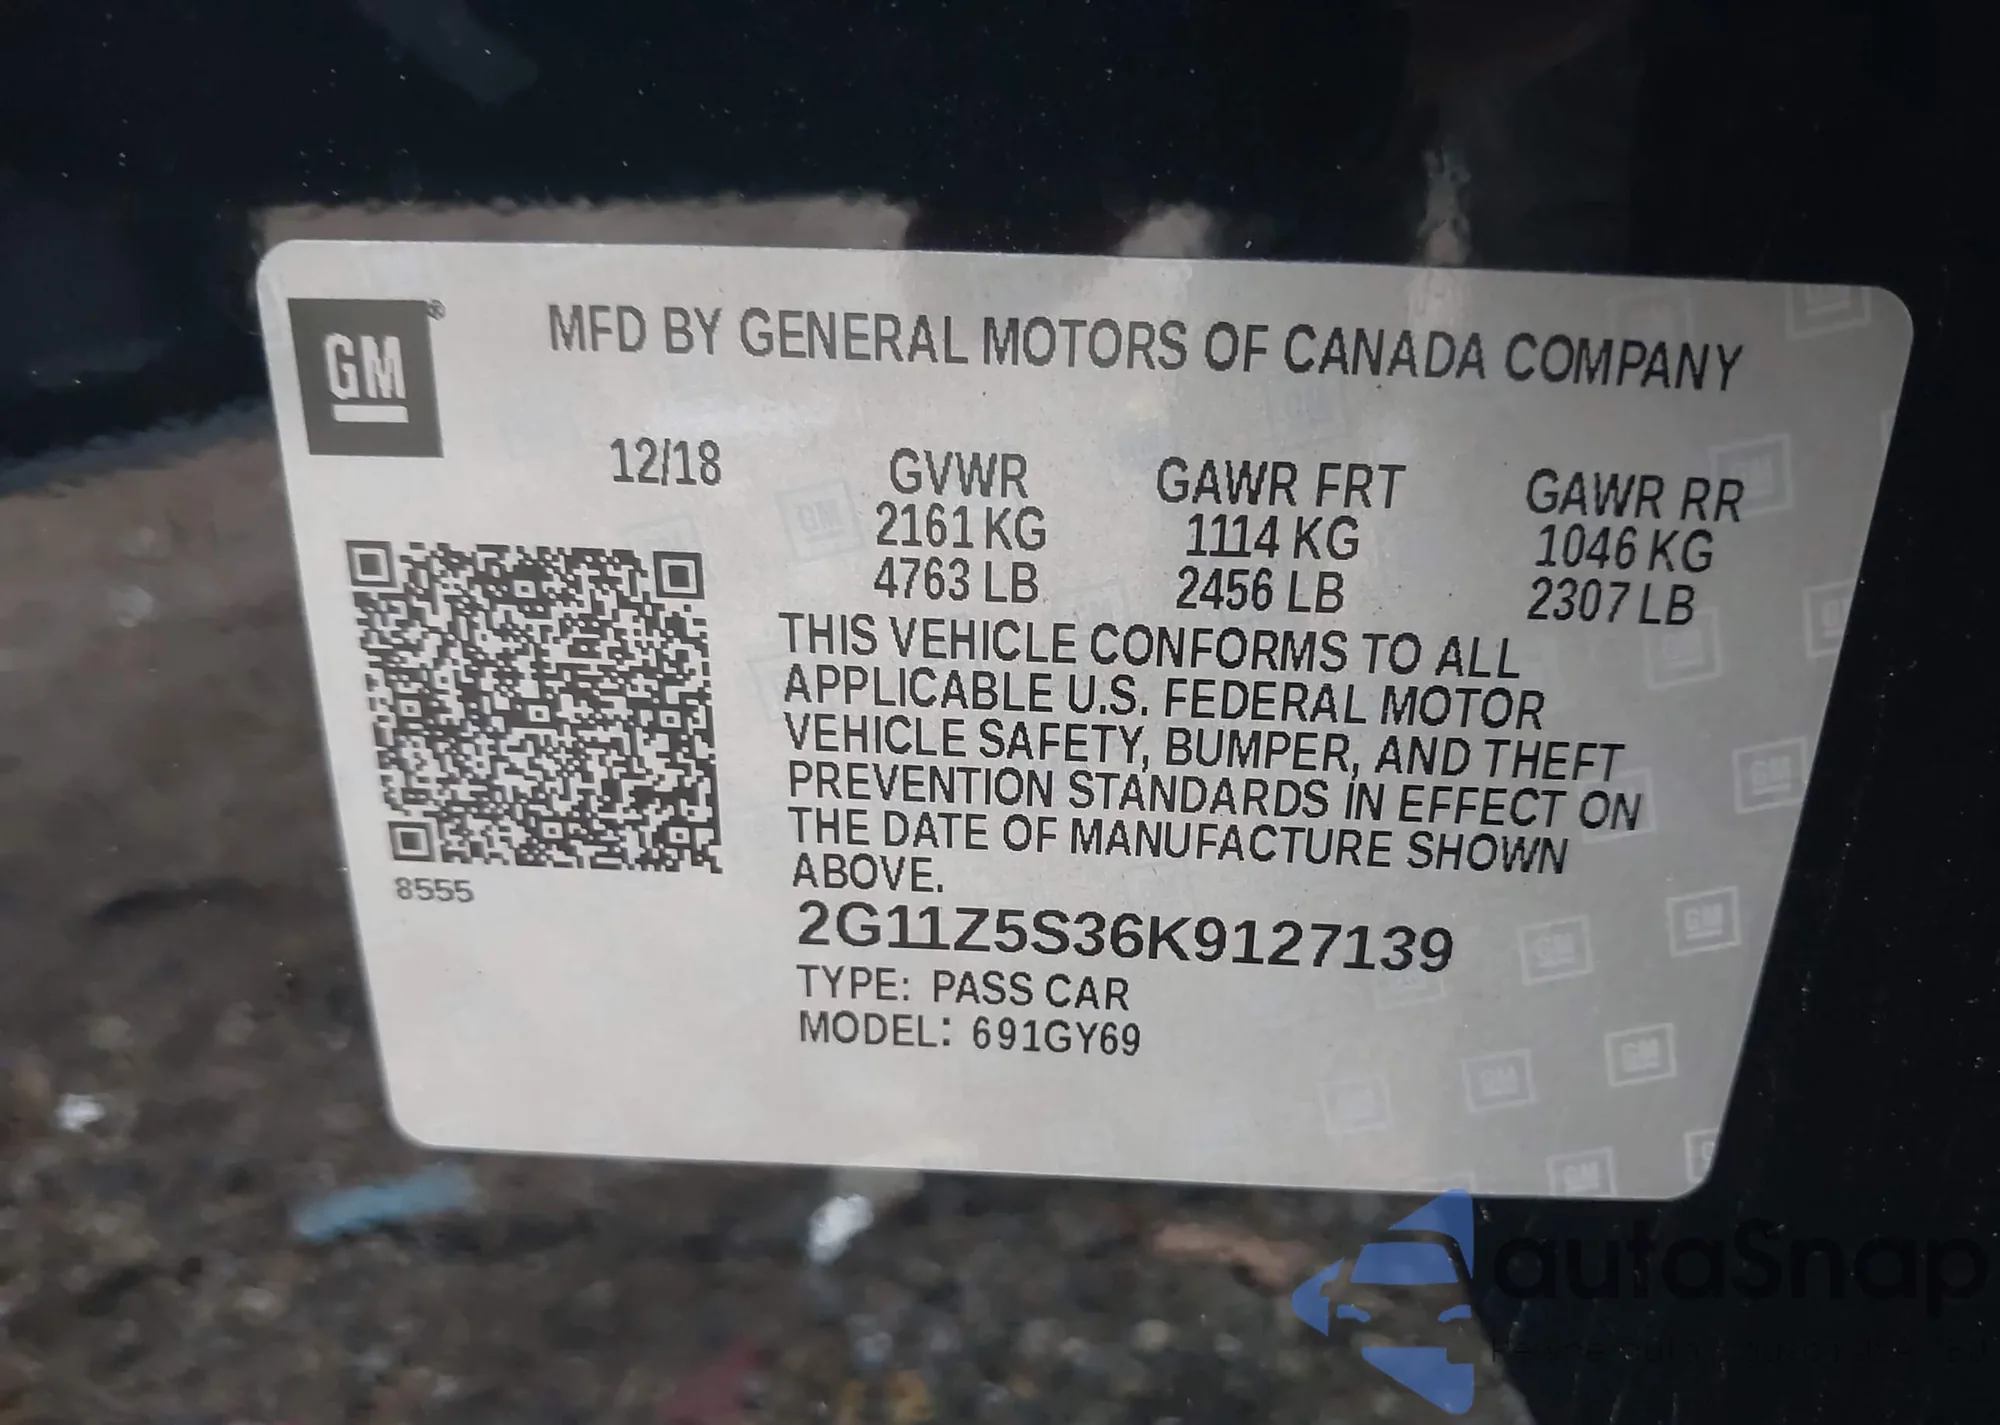 GM®
MFD BY GENERAL MOTORS OF CANADA COMPANY
12/18
GVWR GAWR FRT GAWR RR
2161 KG 1114 KG 1046 KG
4763 LB 2456 LB 2307 LB
THIS VEHICLE CONFORMS TO ALL
APPLICABLE U.S. FEDERAL MOTOR
VEHICLE SAFETY, BUMPER, AND THEFT
PREVENTION STANDARDS IN EFFECT ON
THE DATE OF MANUFACTURE SHOWN
ABOVE.
8555
2G11Z5S36K9127139
TYPE: PASS CAR
MODEL: 691GY69
autaSnap